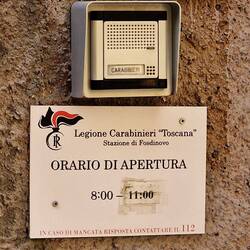 CARABINIERI
Legione Carabinieri "Toscana"
Stazione di Fosdinovo
ORARIO DI APERTURA
8:00 – 11:00
IN CASO DI MANCATA RISPOSTA CONTATTARE IL 112